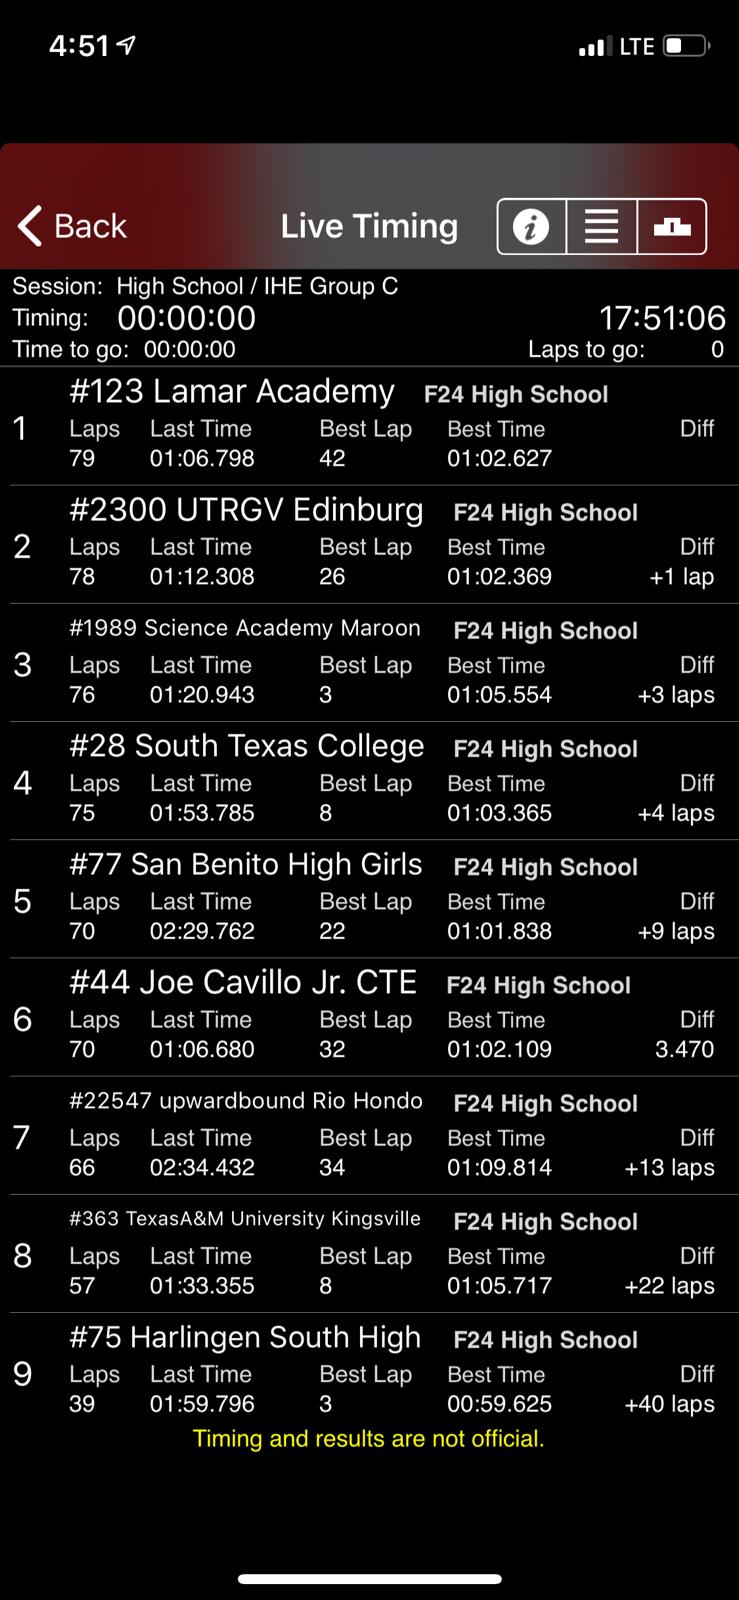 4:51 LTE
Back Live Timing
Session: High School / IHE Group C
Timing: 00:00:00 17:51:06
Time to go: 00:00:00 Laps to go: 0
#123 Lamar Academy F24 High School
1 Laps Last Time Best Lap Best Time Diff
79 01:06.798 42 01:02.627
#2300 UTRGV Edinburg F24 High School
2 Laps Last Time Best Lap Best Time Diff
78 01:12.308 26 01:02.369 +1 lap
#1989 Science Academy Maroon F24 High School
3 Laps Last Time Best Lap Best Time Diff
76 01:20.943 3 01:05.554 +3 laps
#28 South Texas College F24 High School
4 Laps Last Time Best Lap Best Time Diff
75 01:53.785 8 01:03.365 +4 laps
#77 San Benito High Girls F24 High School
5 Laps Last Time Best Lap Best Time Diff
70 02:29.762 22 01:01.838 +9 laps
#44 Joe Cavillo Jr. CTE F24 High School
6 Laps Last Time Best Lap Best Time Diff
70 01:06.680 32 01:02.109 3.470
#22547 upwardbound Rio Hondo F24 High School
7 Laps Last Time Best Lap Best Time Diff
66 02:34.432 34 01:09.814 +13 laps
#363 TexasA&M University Kingsville F24 High School
8 Laps Last Time Best Lap Best Time Diff
57 01:33.355 8 01:05.717 +22 laps
#75 Harlingen South High F24 High School
9 Laps Last Time Best Lap Best Time Diff
39 01:59.796 3 00:59.625 +40 laps
Timing and results are not official.